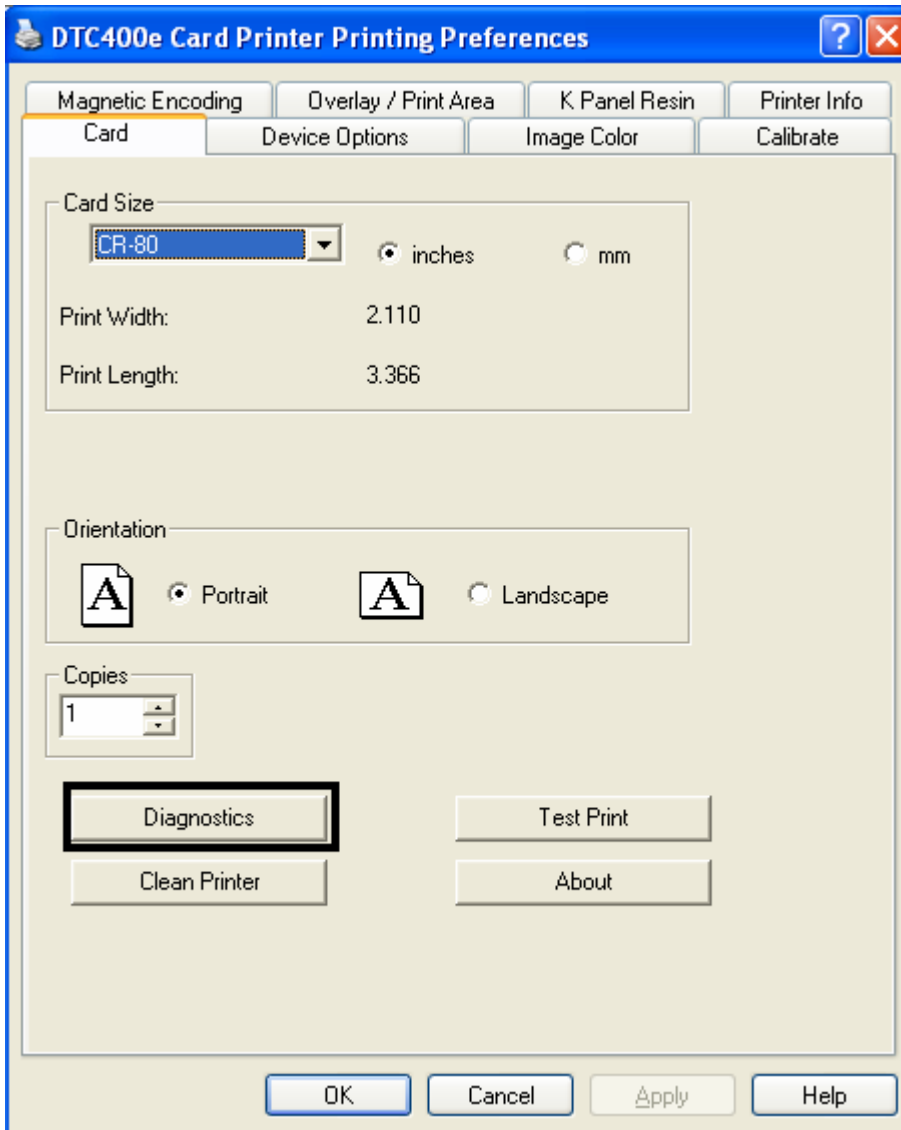 DTC400e Card Printer Printing Preferences
Magnetic Encoding
Overlay / Print Area
K Panel Resin
Printer Info
Card
Device Options
Image Color
Calibrate
Card Size
CR-80
inches
mm
Print Width: 2.110
Print Length: 3.366
Orientation
A Portrait
A Landscape
Copies
1
Diagnostics
Test Print
Clean Printer
About
OK
Cancel
Apply
Help